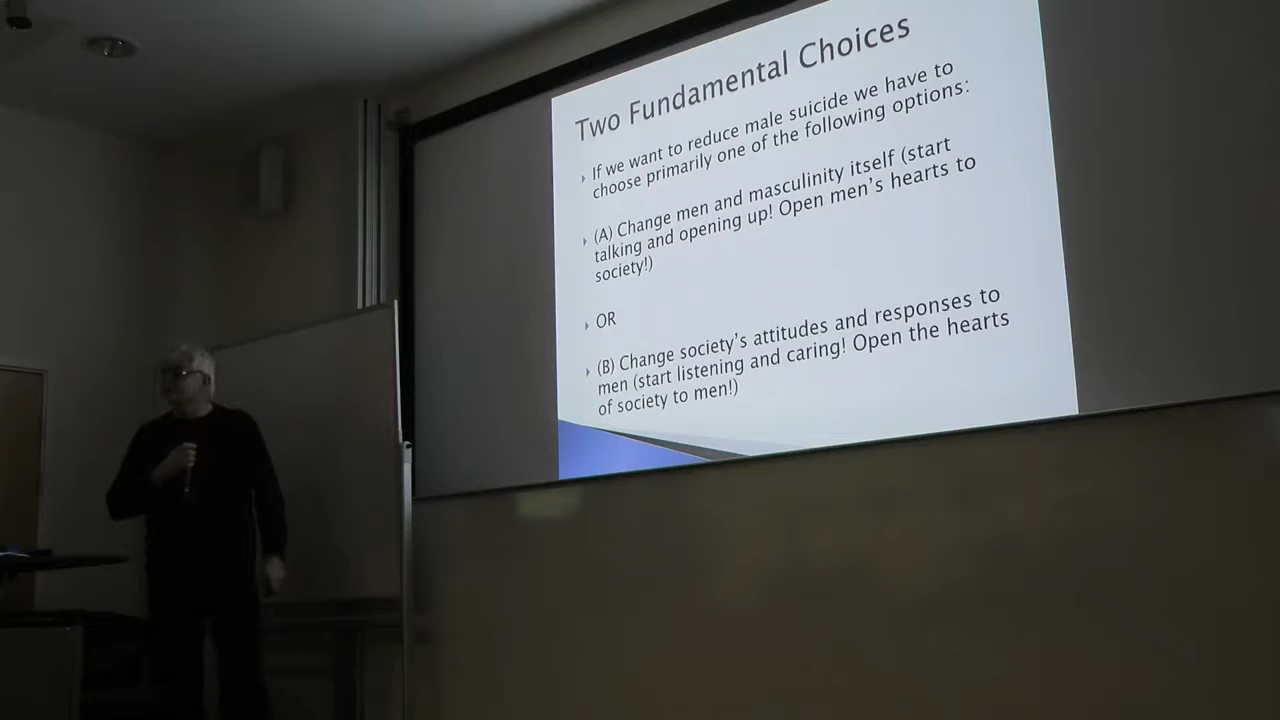 Two Fundamental Choices
If we want to reduce male suicide we have to
choose primarily one of the following options:
(A) Change men and masculinity itself (start
talking and opening up! Open men's hearts to
society!)
OR
(B) Change society's attitudes and responses to
men (start listening and caring! Open the hearts
of society to men!)